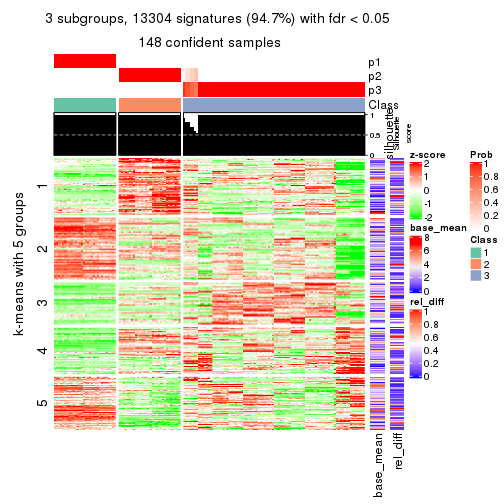 3 subgroups, 13304 signatures (94.7%) with fdr < 0.05
148 confident samples
p1
p2
p3
Class
1
0.5
0
silhouette
Silhouette
score
k-means with 5 groups
1
2
3
4
5
z-score
2
1
0
-1
-2
base_mean
8
6
4
2
0
rel_diff
1
0.8
0.6
0.4
0.2
0
Prob
1
0.8
0.6
0.4
0.2
0
Class
1
2
3
base_mean
rel_diff